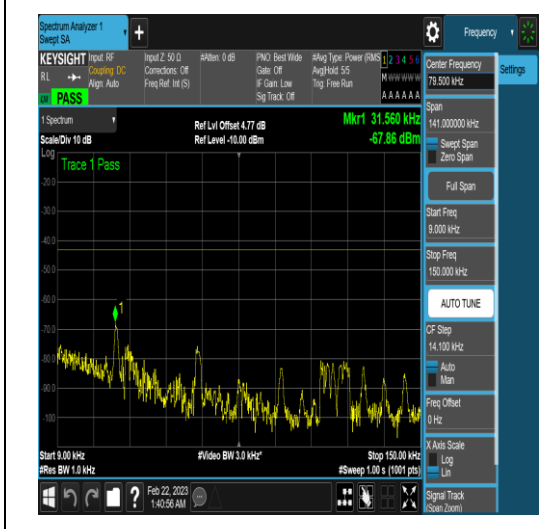 Spectrum Analyzer 1
Swept SA
+
Frequency
KEYSIGHT
RL
PASS
Input: RF
Coupling: DC
Align: Auto
Input Z: 50 Ω
Corrections: Off
Freq Ref: Int (S)
#Atten: 0 dB
PNO: Best Wide
Gate: Off
IF Gain: Low
Sig Track: Off
#Avg Type: Power (RMS
Avg|Hold: 5/5
Trig: Free Run
1 2 3 4 5 6
M W W W W W
A A A A A A
1 Spectrum
Scale/Div 10 dB
Ref Lvl Offset 4.77 dB
Ref Level -10.00 dBm
Mkr1 31.560 kHz
-67.86 dBm
Log
Trace 1 Pass
-20.0
-30.0
-40.0
-50.0
-60.0
-70.0
-80.0
-90.0
-100
1
Start 9.00 kHz
#Res BW 1.0 kHz
#Video BW 3.0 kHz*
Stop 150.00 kHz
#Sweep 1.00 s (1001 pts)
?
Feb 22, 2023
1:40:56 AM
Center Frequency
79.500 kHz
Settings
Span
141.000000 kHz
Swept Span
Zero Span
Full Span
Start Freq
9.000 kHz
Stop Freq
150.000 kHz
AUTO TUNE
CF Step
14.100 kHz
Auto
Man
Freq Offset
0 Hz
X Axis Scale
Log
Lin
Signal Track
(Span Zoom)